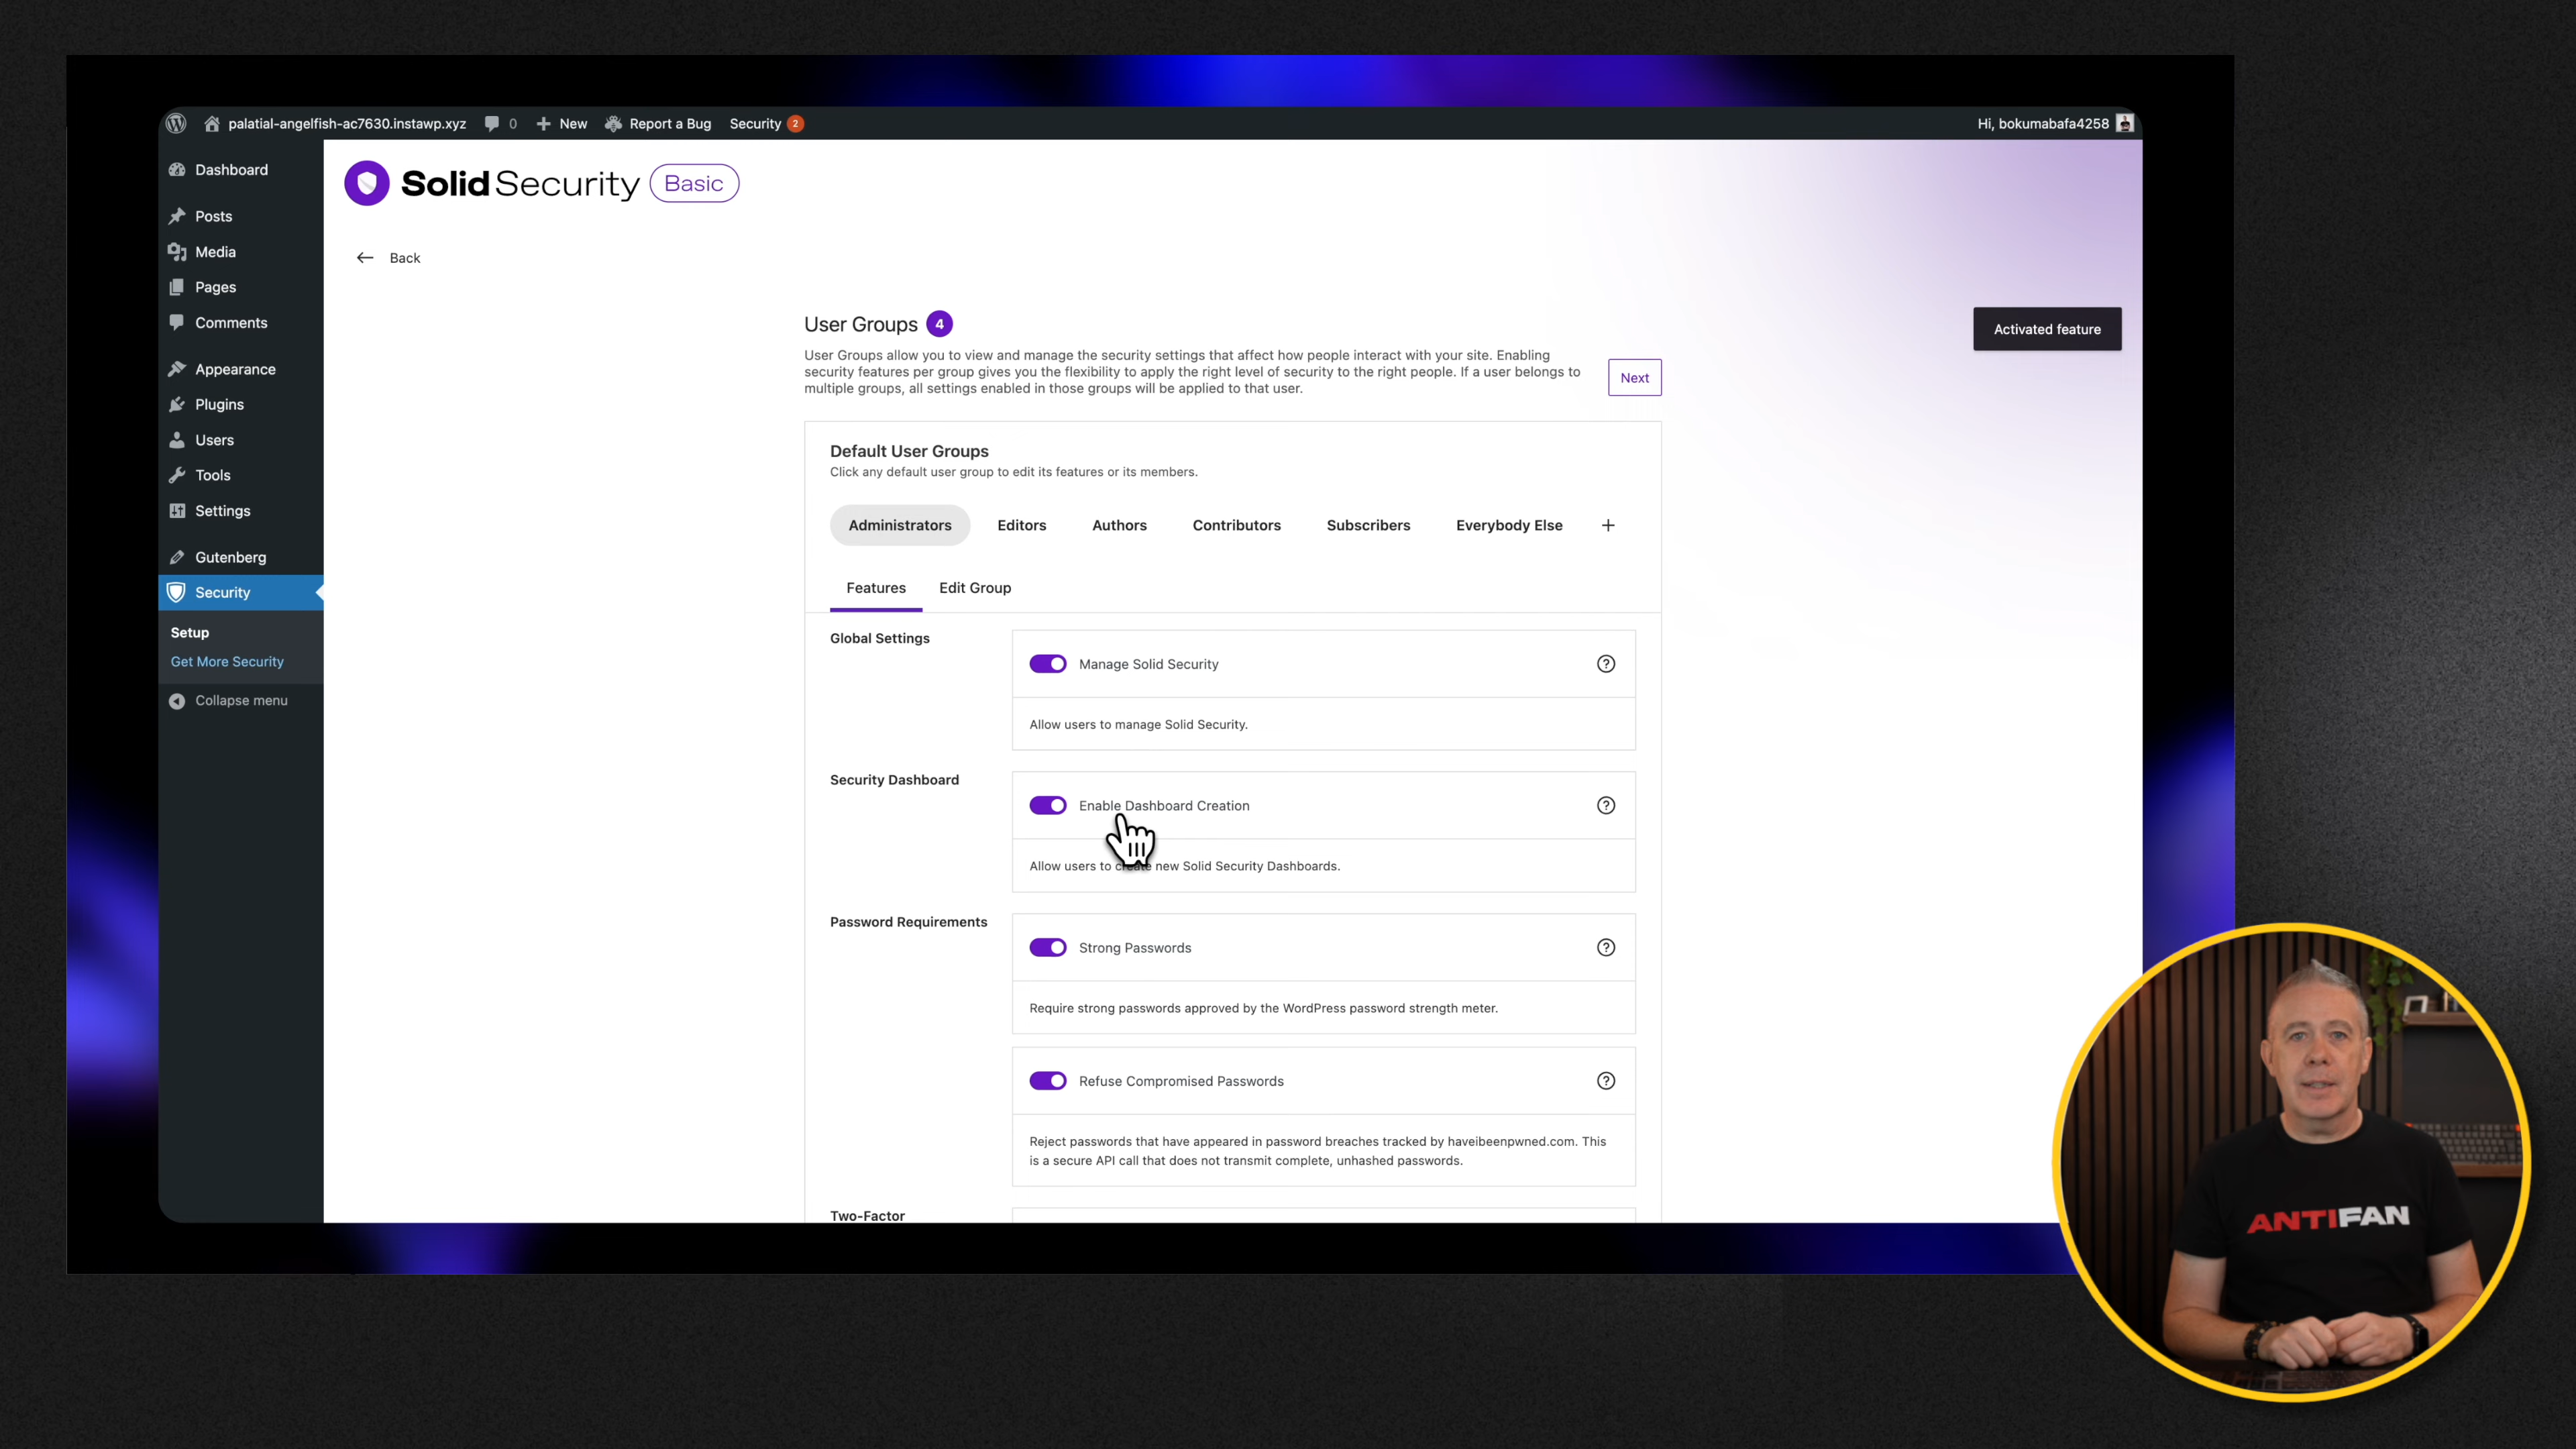 palatial-angelfish-ac7630.instawp.xyz 0 New Report a Bug Security 2 Hi, bokumabafa4258
Dashboard
Posts
Media
Pages
Comments
Appearance
Plugins
Users
Tools
Settings
Gutenberg
Security
Setup
Get More Security
Collapse menu
Solid Security Basic
Back
User Groups 4
User Groups allow you to view and manage the security settings that affect how people interact with your site. Enabling
security features per group gives you the flexibility to apply the right level of security to the right people. If a user belongs to
multiple groups, all settings enabled in those groups will be applied to that user.
Next
Activated feature
Default User Groups
Click any default user group to edit its features or its members.
Administrators Editors Authors Contributors Subscribers Everybody Else +
Features Edit Group
Global Settings
Manage Solid Security ?
Allow users to manage Solid Security.
Security Dashboard
Enable Dashboard Creation ?
Allow users to create new Solid Security Dashboards.
Password Requirements
Strong Passwords ?
Require strong passwords approved by the WordPress password strength meter.
Refuse Compromised Passwords ?
Reject passwords that have appeared in password breaches tracked by haveibeenpwned.com. This
is a secure API call that does not transmit complete, unhashed passwords.
Two-Factor
ANTIFAN